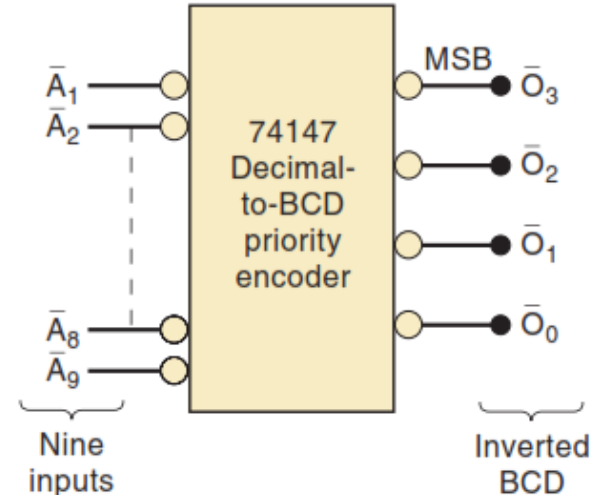 Ā₁
Ā₂
Ā₈
Ā₉
Nine
inputs
74147
Decimal-
to-BCD
priority
encoder
MSB
Ō₃
Ō₂
Ō₁
Ō₀
Inverted
BCD